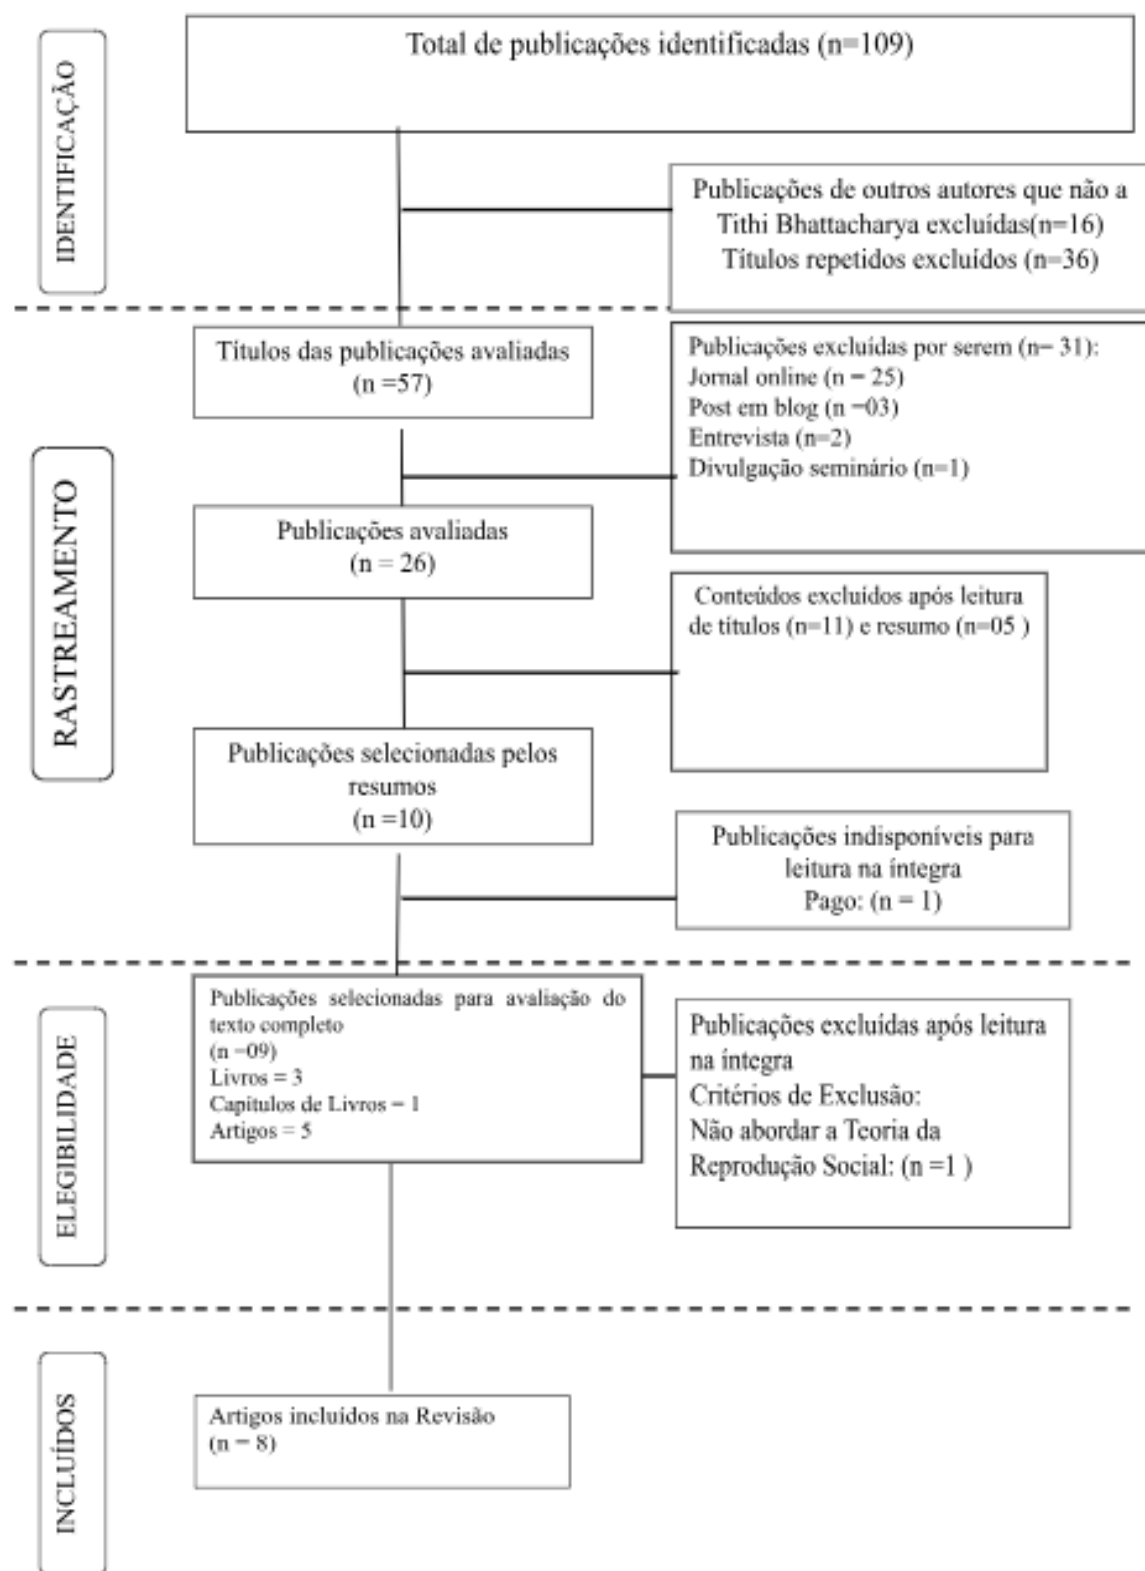 IDENTIFICAÇÃO
Total de publicações identificadas (n=109)
Publicações de outros autores que não a
Tithi Bhattacharya excluídas(n=16)
Títulos repetidos excluídos (n=36)
RASTREAMENTO
Títulos das publicações avaliadas
(n =57)
Publicações excluídas por serem (n= 31):
Jornal online (n = 25)
Post em blog (n =03)
Entrevista (n=2)
Divulgação seminário (n=1)
Publicações avaliadas
(n = 26)
Conteúdos excluídos após leitura
de títulos (n=11) e resumo (n=05 )
Publicações selecionadas pelos
resumos
(n =10)
Publicações indisponíveis para
leitura na íntegra
Pago: (n = 1)
ELEGIBILIDADE
Publicações selecionadas para avaliação do
texto completo
(n =09)
Livros = 3
Capítulos de Livros = 1
Artigos = 5
Publicações excluídas após leitura
na íntegra
Critérios de Exclusão:
Não abordar a Teoria da
Reprodução Social: (n =1 )
INCLUÍDOS
Artigos incluídos na Revisão
(n = 8)